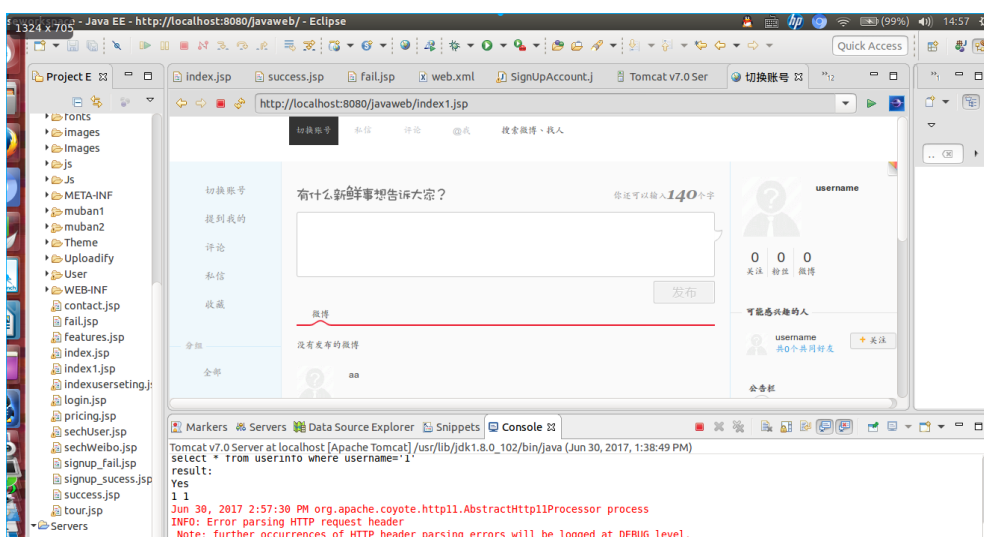 workspace - Java EE - http://localhost:8080/javaweb/ - Eclipse
1324 x 705
(99%)
14:57
Quick Access
Project E
index.jsp
success.jsp
fail.jsp
web.xml
SignUpAccount.j
Tomcat v7.0 Ser
切换账号
"12
"1
http://localhost:8080/javaweb/index1.jsp
fonts
images
Images
js
Js
META-INF
muban1
muban2
Theme
Uploadify
User
WEB-INF
contact.jsp
fail.jsp
features.jsp
index.jsp
index1.jsp
indexuserseting.js
login.jsp
pricing.jsp
sechUser.jsp
sechWeibo.jsp
signup_fail.jsp
signup_sucess.jsp
success.jsp
tour.jsp
Servers
切换账号 私信 评论 @我 搜索微博、找人
切换账号
提到我的
评论
私信
收藏
分组
全部
有什么新鲜事想告诉大家？
你还可以输入140个字
发布
微博
没有发布的微博
aa
username
0 0 0
关注 粉丝 微博
可能感兴趣的人
username
共0个共同好友
+ 关注
公告栏
Markers Servers Data Source Explorer Snippets Console
Tomcat v7.0 Server at localhost [Apache Tomcat] /usr/lib/jdk1.8.0_102/bin/java (Jun 30, 2017, 1:38:49 PM)
select * from userinfo where username='1'
result:
Yes
1 1
Jun 30, 2017 2:57:30 PM org.apache.coyote.http11.AbstractHttp11Processor process
INFO: Error parsing HTTP request header
Note: further occurrences of HTTP header parsing errors will be logged at DEBUG level.